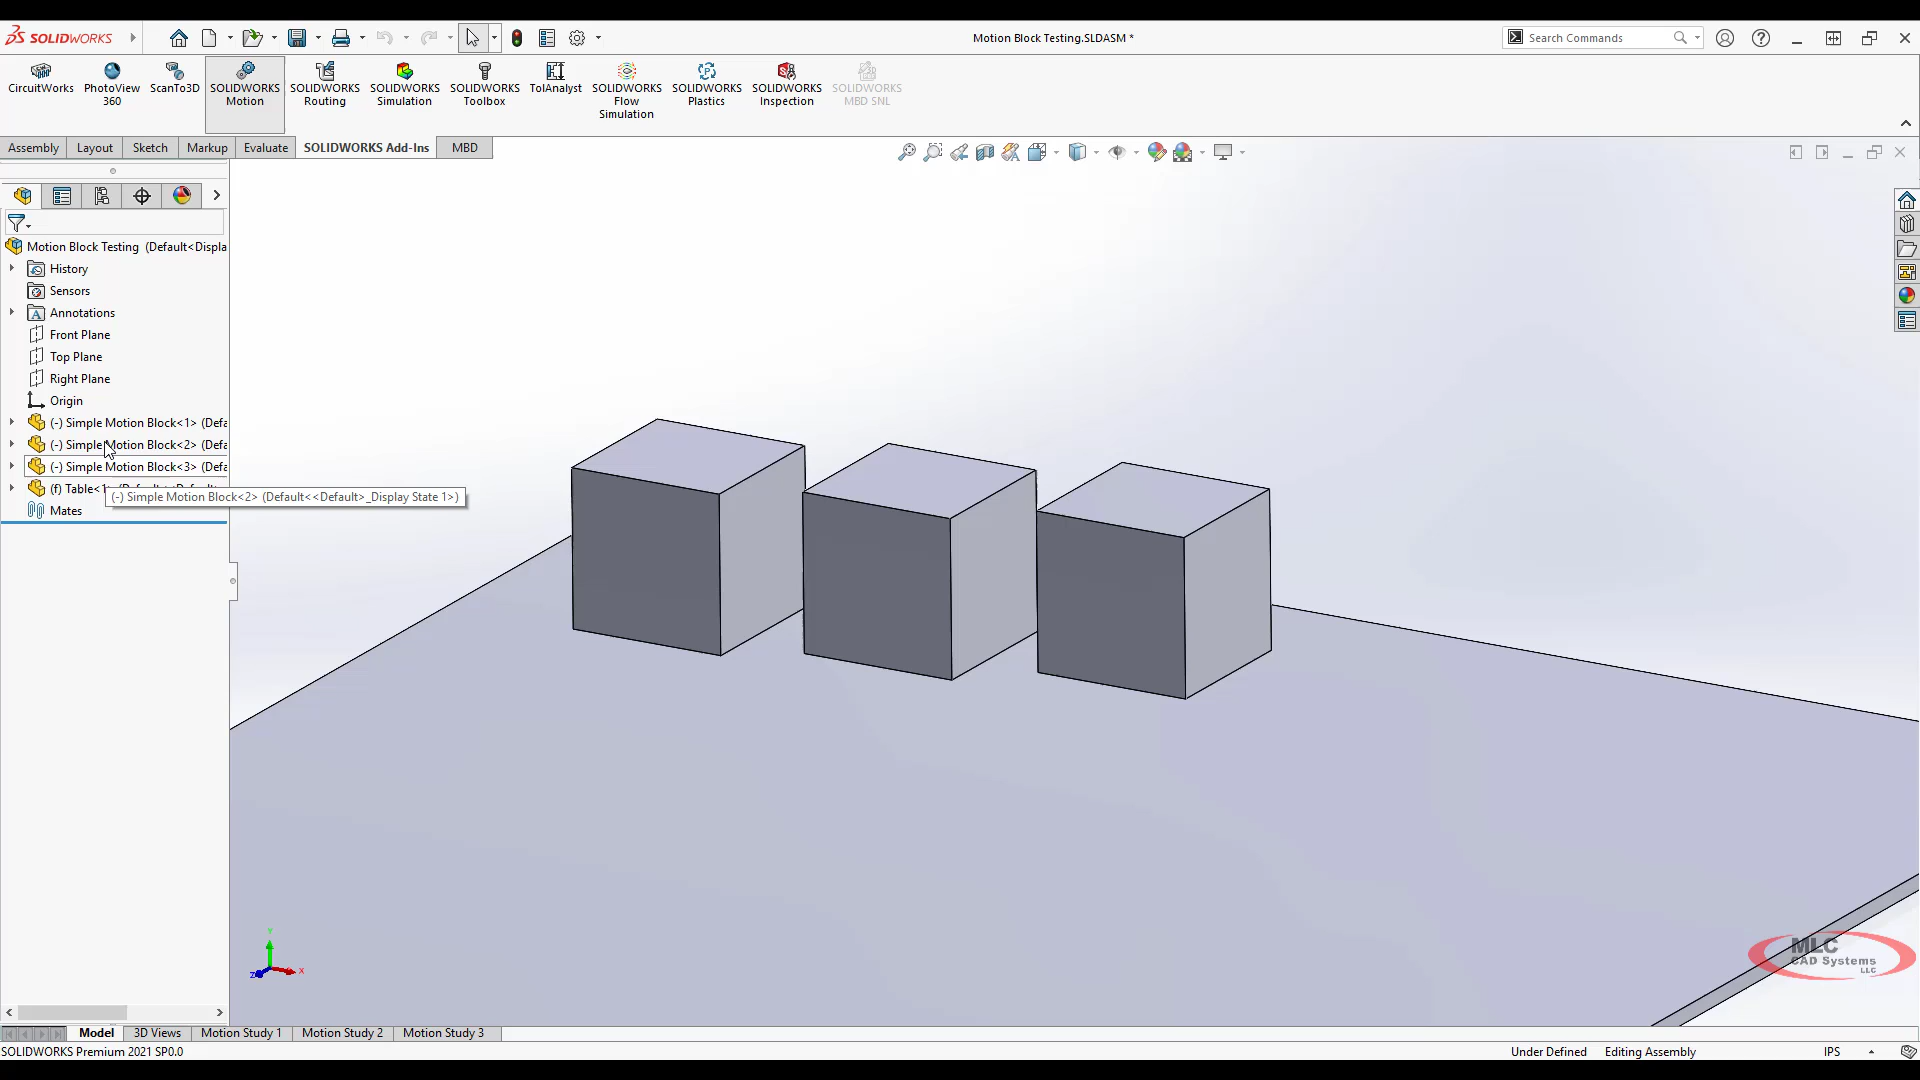 SOLIDWORKS
Motion Block Testing.SLDASM *
Search Commands
CircuitWorks
PhotoView
360
ScanTo3D
SOLIDWORKS
Motion
SOLIDWORKS
Routing
SOLIDWORKS
Simulation
SOLIDWORKS
Toolbox
TolAnalyst
SOLIDWORKS
Flow
Simulation
SOLIDWORKS
Plastics
SOLIDWORKS
Inspection
SOLIDWORKS
MBD SNL
Assembly Layout Sketch Markup Evaluate SOLIDWORKS Add-Ins MBD
Motion Block Testing (Default<Displa
History
Sensors
Annotations
Front Plane
Top Plane
Right Plane
Origin
(-) Simple Motion Block<1> (Defa
(-) Simple Motion Block<2> (Defa
(-) Simple Motion Block<3> (Defa
(f) Table<1
(-) Simple Motion Block<2> (Default<<Default>_Display State 1>)
Mates
Y
Z
X
MLC
CAD Systems
LLC
Model 3D Views Motion Study 1 Motion Study 2 Motion Study 3
SOLIDWORKS Premium 2021 SP0.0
Under Defined Editing Assembly IPS